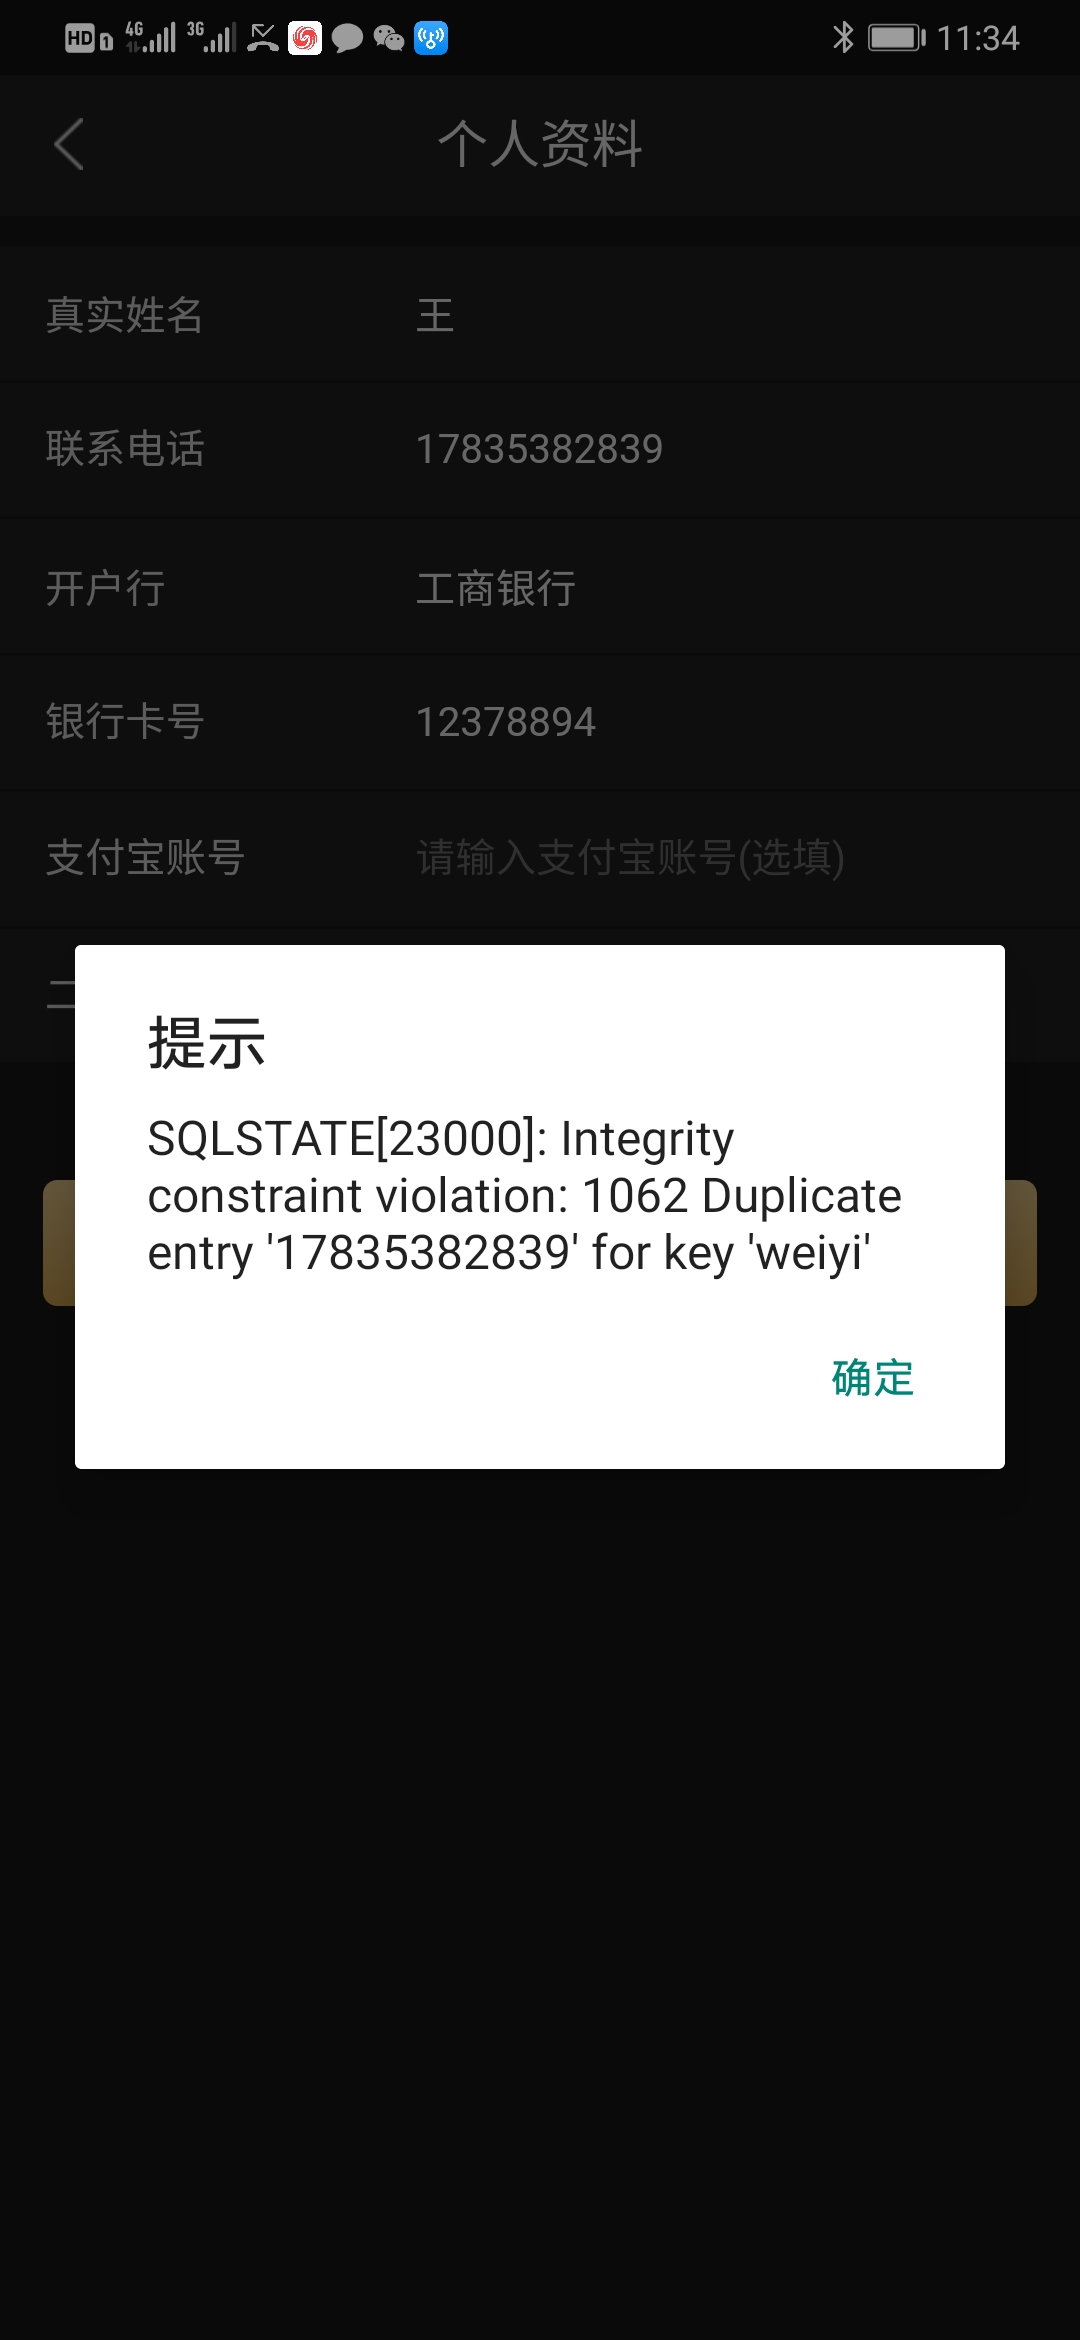 HD 1 4G 3G 11:34
个人资料
真实姓名 王
联系电话 17835382839
开户行 工商银行
银行卡号 12378894
支付宝账号 请输入支付宝账号(选填)
二
提示
SQLSTATE[23000]: Integrity
constraint violation: 1062 Duplicate
entry '17835382839' for key 'weiyi'
确定